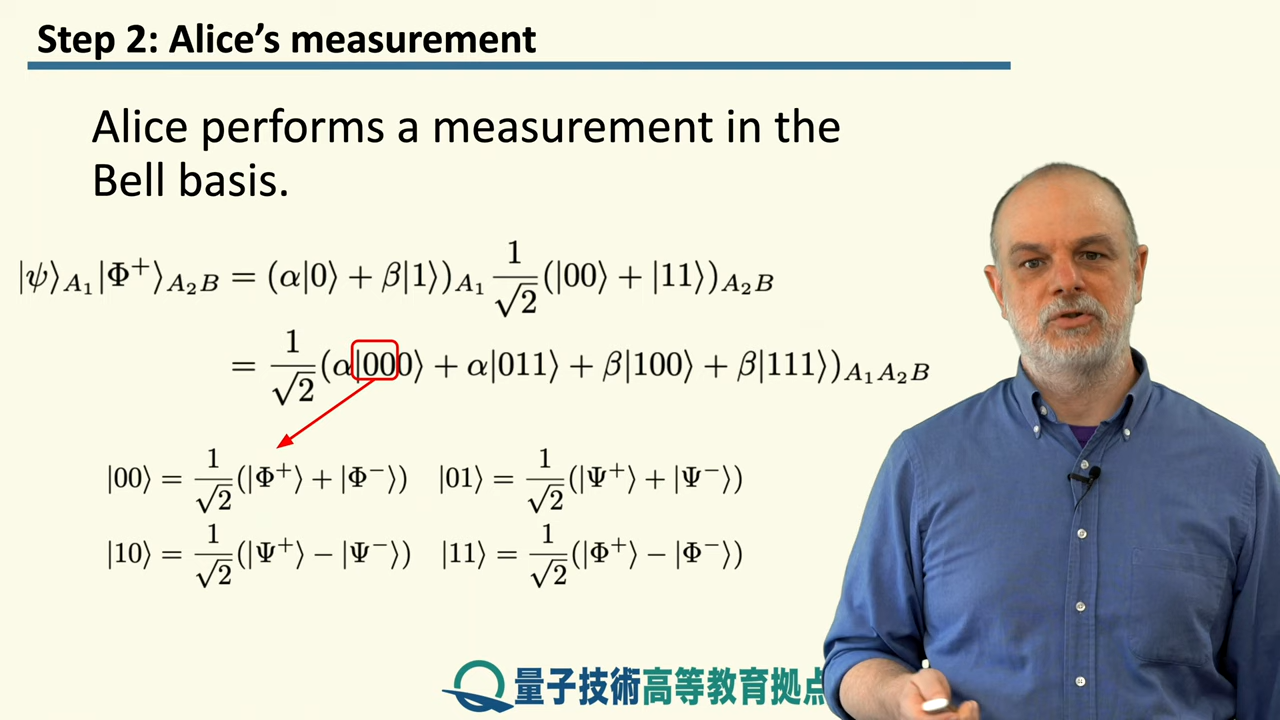 Step 2: Alice’s measurement
Alice performs a measurement in the
Bell basis.
|ψ⟩_{A_1}|Φ^+⟩_{A_2B} = (α|0⟩ + β|1⟩)_{A_1} \frac{1}{\sqrt{2}}(|00⟩ + |11⟩)_{A_2B}
= \frac{1}{\sqrt{2}}(α|000⟩ + α|011⟩ + β|100⟩ + β|111⟩)_{A_1A_2B}
|00⟩ = \frac{1}{\sqrt{2}}(|Φ^+⟩ + |Φ^-⟩) |01⟩ = \frac{1}{\sqrt{2}}(|Ψ^+⟩ + |Ψ^-⟩)
|10⟩ = \frac{1}{\sqrt{2}}(|Ψ^+⟩ − |Ψ^-⟩) |11⟩ = \frac{1}{\sqrt{2}}(|Φ^+⟩ − |Φ^-⟩)
量子技術高等教育拠点